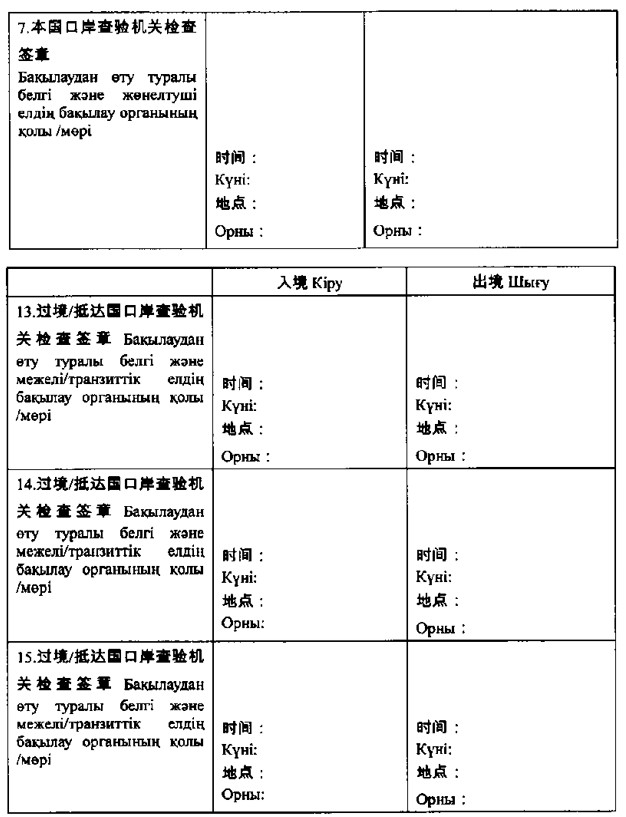 7.本国口岸查验机关检查
签章
Бақылаудан өту туралы
белгі және жөнелтуші
елдің бақылау органының
қолы /мөрі
时间：
Күні:
地点：
Орны：
时间：
Күні:
地点：
Орны：
入境 Кіру
出境 Шығу
13.过境/抵达国口岸查验机
关检查签章 Бақылаудан
өту туралы белгі және
межелі/транзиттік елдің
бақылау органының қолы
/мөрі
时间：
Күні:
地点：
Орны：
时间：
Күні:
地点：
Орны：
14.过境/抵达国口岸查验机
关检查签章 Бақылаудан
өту туралы белгі және
межелі/транзиттік елдің
бақылау органының қолы
/мөрі
时间：
Күні:
地点：
Орны:
时间：
Күні:
地点：
Орны：
15.过境/抵达国口岸查验机
关检查签章 Бақылаудан
өту туралы белгі және
межелі/транзиттік елдің
бақылау органының қолы
/мөрі
时间：
Күні:
地点：
Орны:
时间：
Күні:
地点：
Орны：